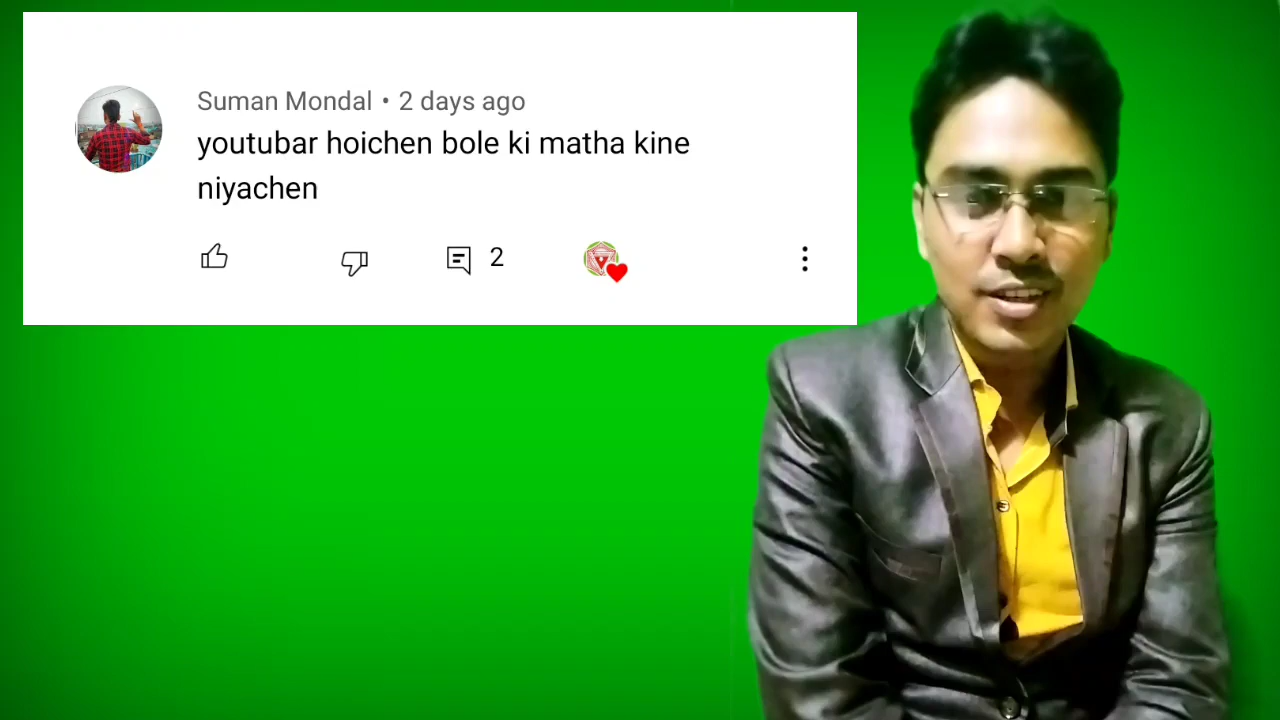 Suman Mondal • 2 days ago
youtubar hoichen bole ki matha kine
niyachen
2